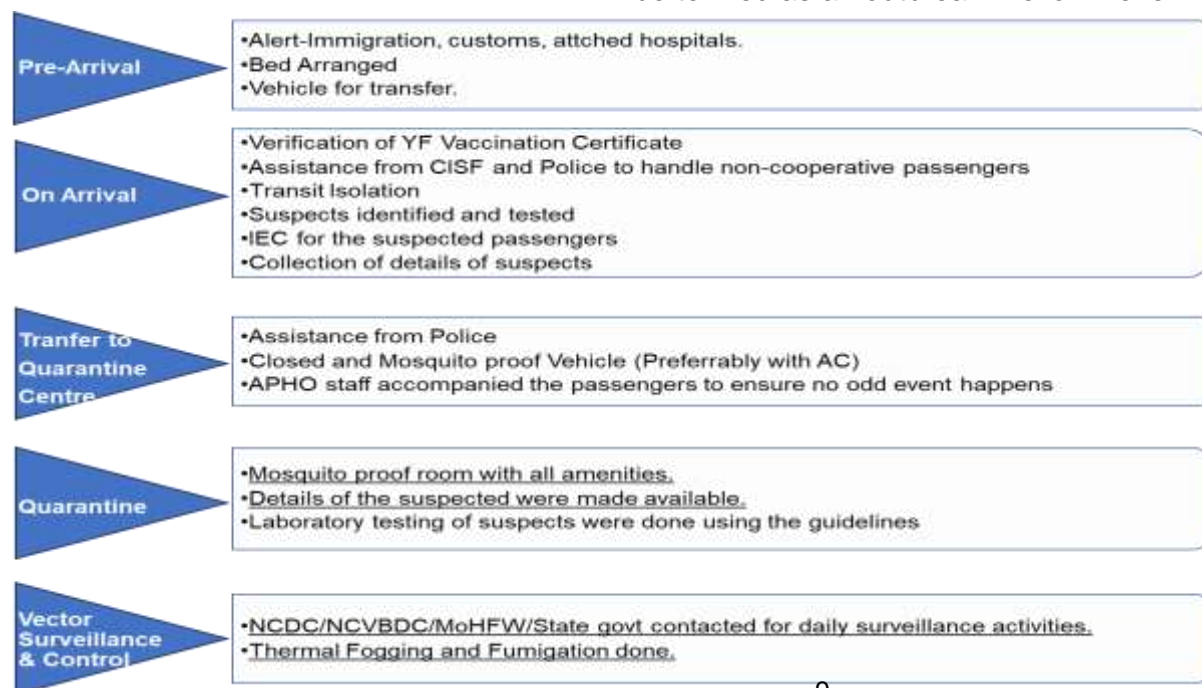 Pre-Arrival
•Alert-Immigration, customs, attched hospitals.
•Bed Arranged
•Vehicle for transfer.
On Arrival
•Verification of YF Vaccination Certificate
•Assistance from CISF and Police to handle non-cooperative passengers
•Transit Isolation
•Suspects identified and tested
•IEC for the suspected passengers
•Collection of details of suspects
Tranfer to
Quarantine
Centre
•Assistance from Police
•Closed and Mosquito proof Vehicle (Preferrably with AC)
•APHO staff accompanied the passengers to ensure no odd event happens
Quarantine
•Mosquito proof room with all amenities.
•Details of the suspected were made available.
•Laboratory testing of suspects were done using the guidelines
Vector
Surveillance
& Control
•NCDC/NCVBDC/MoHFW/State govt contacted for daily surveillance activities.
•Thermal Fogging and Fumigation done.